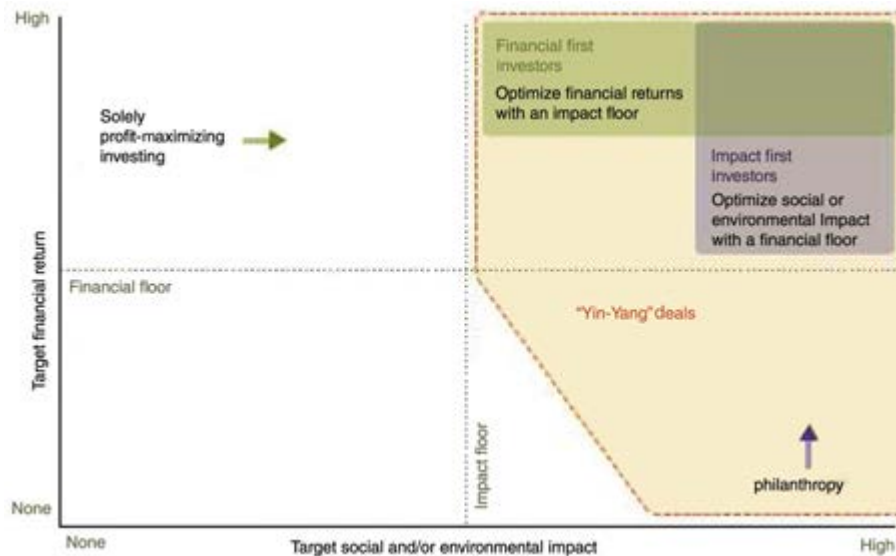 High
Financial first
investors
Optimize financial returns
with an impact floor
Solely
profit-maximizing
investing
Impact first
investors
Optimize social or
environmental Impact
with a financial floor
Target financial return
Financial floor
"Yin-Yang" deals
Impact floor
philanthropy
None
None
Target social and/or environmental impact
High